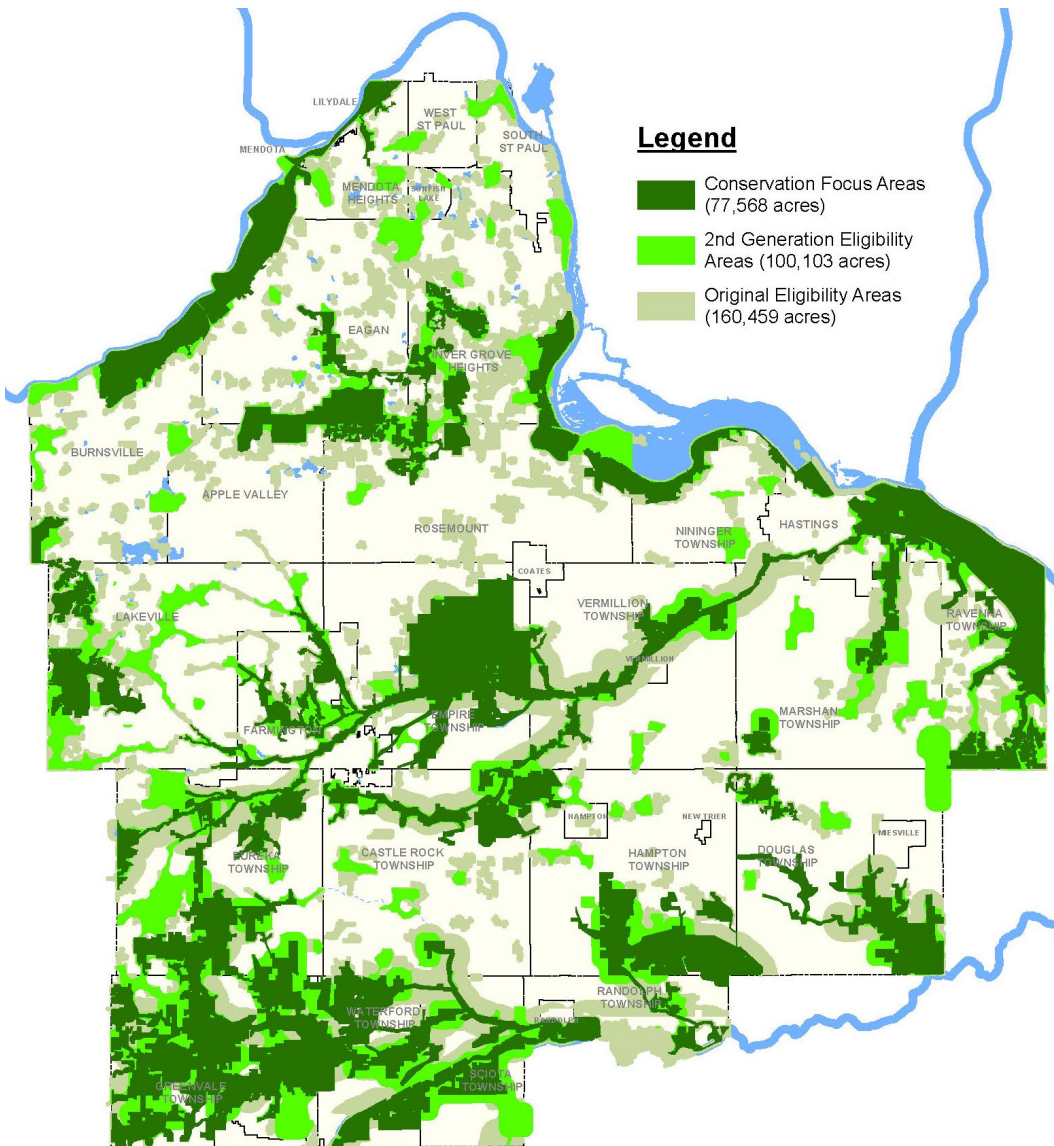 LILYDALE
WEST
ST PAUL
SOUTH
ST PAUL
MENDOTA
MENDOTA
HEIGHTS
SUNFISH
LAKE
Legend
Conservation Focus Areas
(77,568 acres)
2nd Generation Eligibility
Areas (100,103 acres)
Original Eligibility Areas
(160,459 acres)
EAGAN
INVER GROVE
HEIGHTS
BURNSVILLE
APPLE VALLEY
ROSEMOUNT
NININGER
TOWNSHIP
HASTINGS
COATES
LAKEVILLE
VERMILLION
TOWNSHIP
RAVENNA
TOWNSHIP
VERMILLION
FARMINGTON
EMPIRE
TOWNSHIP
MARSHAN
TOWNSHIP
HAMPTON
NEW TRIER
MIESVILLE
EUREKA
TOWNSHIP
CASTLE ROCK
TOWNSHIP
HAMPTON
TOWNSHIP
DOUGLAS
TOWNSHIP
RANDOLPH
TOWNSHIP
WATERFORD
TOWNSHIP
RANDOLPH
GREENVALE
TOWNSHIP
SCIOTA
TOWNSHIP